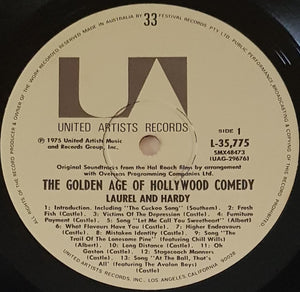 MADE IN AUSTRALIA BY FESTIVAL RECORDS PTY. LTD.
33
UA
UNITED ARTISTS RECORDS
SIDE 1
℗ 1975 United Artists
Music and Records Group, Inc.
L-35,775
SMX48473
(UAG-29676)
Original Soundtracks from the Hal Roach film by arrangement
with Overseas Programming Companies Ltd.
THE GOLDEN AGE OF HOLLYWOOD COMEDY
LAUREL AND HARDY
1: Introduction. Including "The Cuckoo Song" (Southern). 2: Fresh
Fish (Castle). 3: Victims Of The Depression (Castle). 4: Furniture
Payment (Castle). 5: Song "Let Me Call You Sweetheart" (Albert)
6: What Flavours Have You (Castle). 7: Higher Endeavours
(Castle). 8: Mistaken Identity (Castle). 9: Song "The
Trail Of The Lonesome Pine" (featuring Chill Wills)
(Albert). 10: Long Distance (Castle). 11: Oh
Gaston (Castle). 12: Stagecoach Manners
(Castle). 13: Song "At The Ball, That's
All" (featuring The Avalon Boys)
(Castle).
UNITED ARTISTS RECORDS, INC. LOS ANGELES, CALIFORNIA 90028